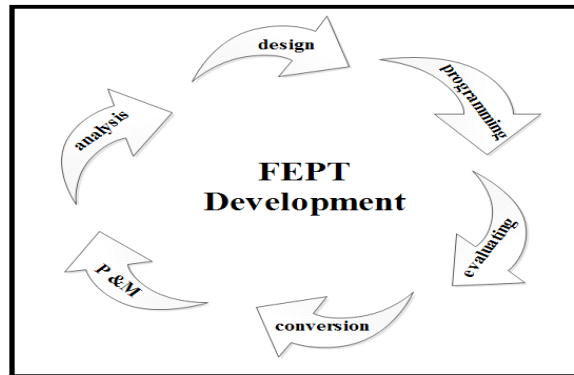 design
programming
evaluating
conversion
P &M
analysis
FEPT
Development